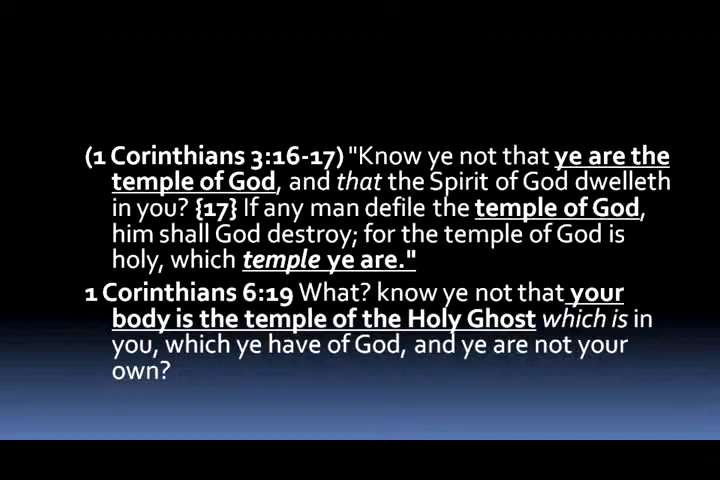 (1 Corinthians 3:16-17) "Know ye not that ye are the
temple of God, and that the Spirit of God dwelleth
in you? {17} If any man defile the temple of God,
him shall God destroy; for the temple of God is
holy, which temple ye are."
1 Corinthians 6:19 What? know ye not that your
body is the temple of the Holy Ghost which is in
you, which ye have of God, and ye are not your
own?